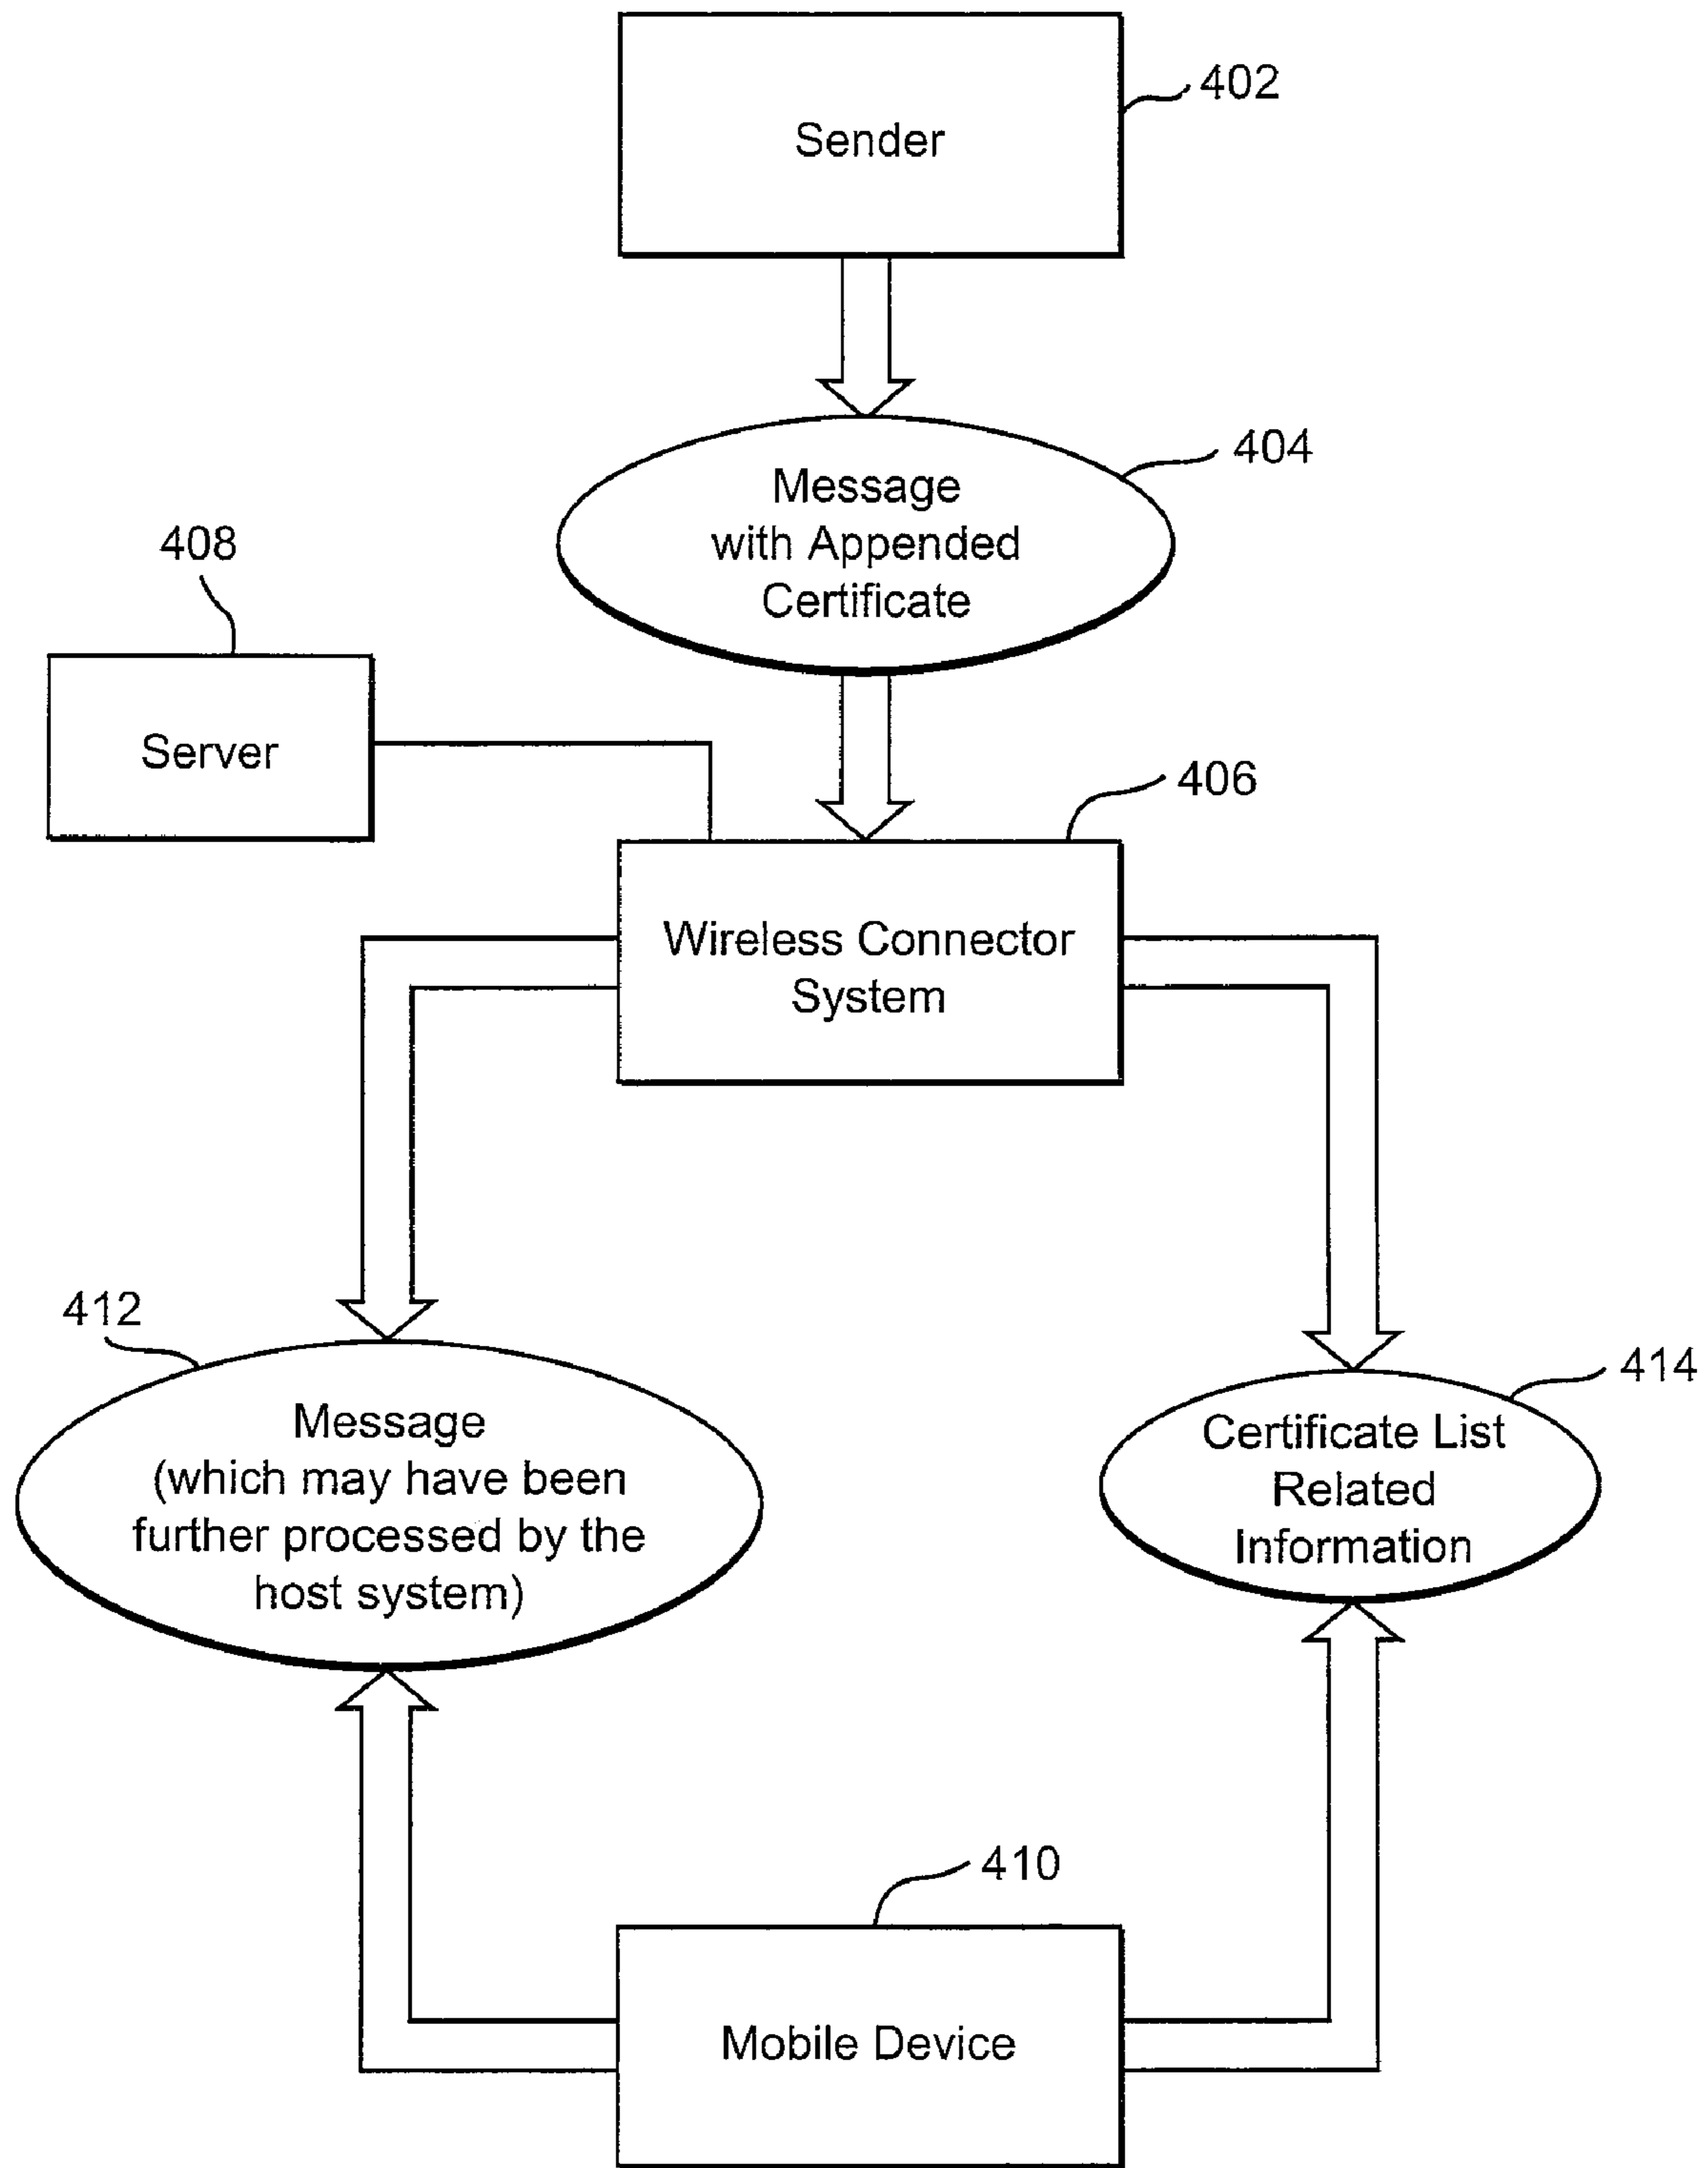 402
Sender
404
Message
with Appended
Certificate
408
Server
406
Wireless Connector
System
412
Message
(which may have been
further processed by the
host system)
414
Certificate List
Related
Information
410
Mobile Device